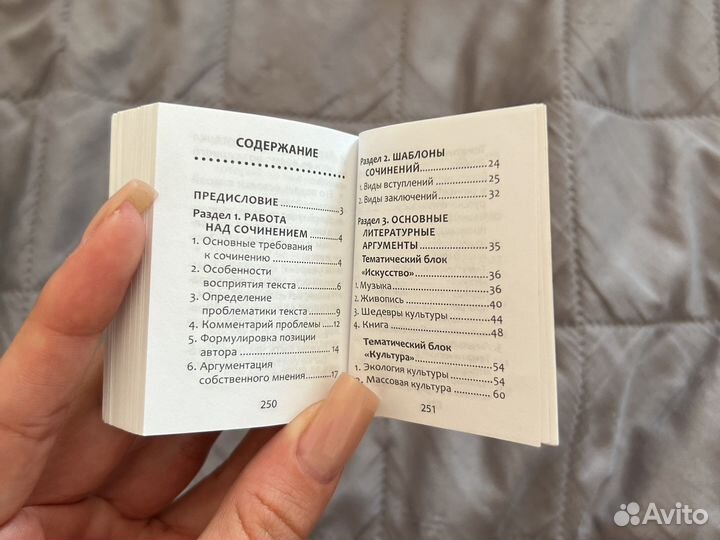 СОДЕРЖАНИЕ
ПРЕДИСЛОВИЕ.................3
Раздел 1. РАБОТА
НАД СОЧИНЕНИЕМ...........4
1. Основные требования
к сочинению.................4
2. Особенности
восприятия текста..........6
3. Определение
проблематики текста......9
4. Комментарий проблемы...12
5. Формулировка позиции
автора.....................14
6. Аргументация
собственного мнения......17
250
Раздел 2. ШАБЛОНЫ
СОЧИНЕНИЙ................24
1. Виды вступлений..........25
2. Виды заключений..........32
Раздел 3. ОСНОВНЫЕ
ЛИТЕРАТУРНЫЕ
АРГУМЕНТЫ................35
Тематический блок
«Искусство».................36
1. Музыка....................36
2. Живопись..................40
3. Шедевры культуры........44
4. Книга.....................48
Тематический блок
«Культура»..................54
1. Экология культуры........54
2. Массовая культура........60
251
Avito